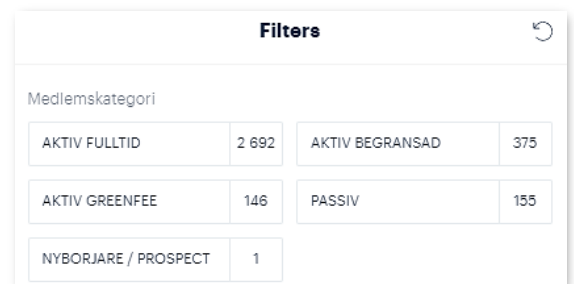 Filters
Medlemskategori
AKTIV FULLTID 2 692 AKTIV BEGRANSAD 375
AKTIV GREENFEE 146 PASSIV 155
NYBORJARE / PROSPECT 1